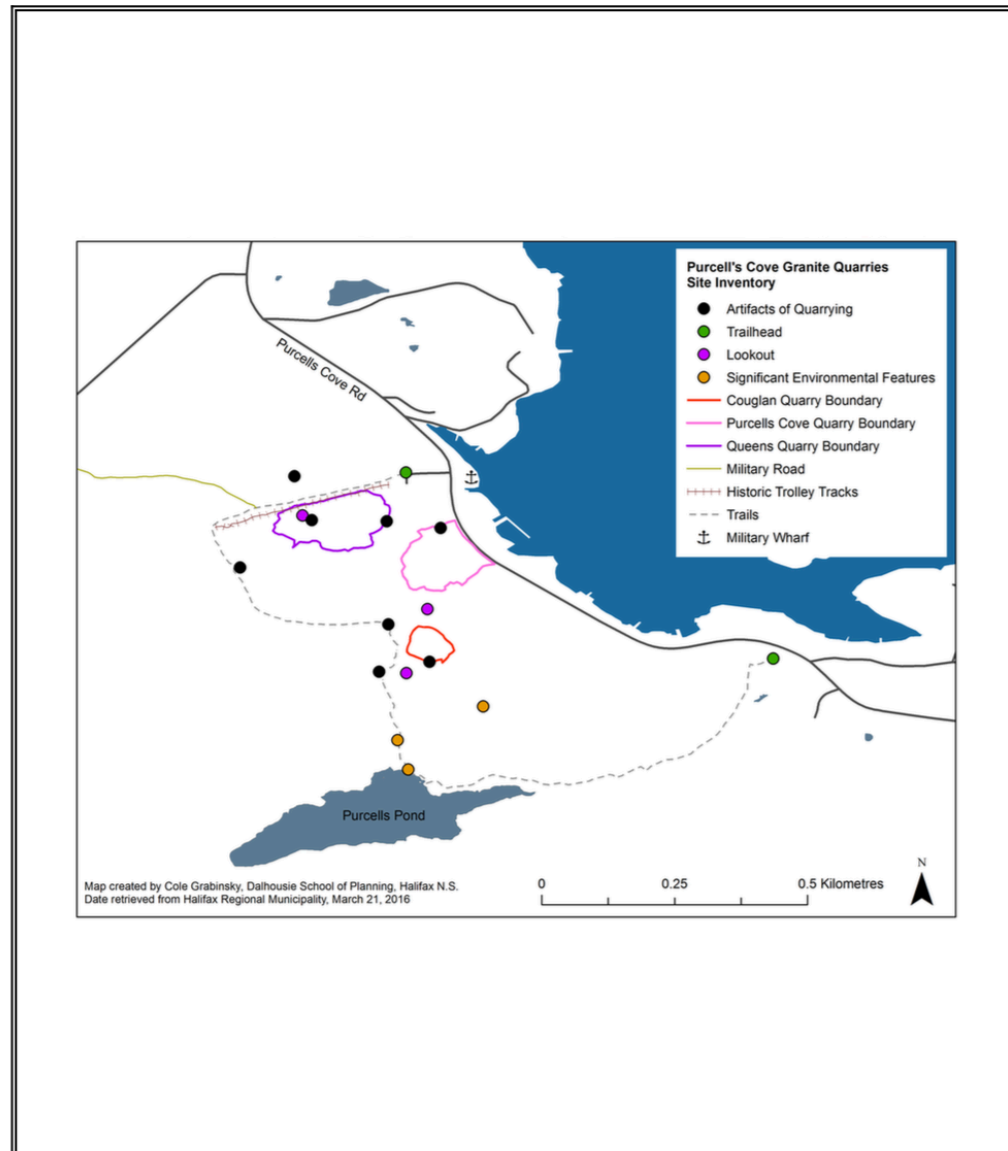 Purcell's Cove Granite Quarries
Site Inventory
Artifacts of Quarrying
Trailhead
Lookout
Significant Environmental Features
Couglan Quarry Boundary
Purcells Cove Quarry Boundary
Queens Quarry Boundary
Military Road
Historic Trolley Tracks
Trails
Military Wharf
Purcells Cove Rd
Purcells Pond
Map created by Cole Grabinsky, Dalhousie School of Planning, Halifax N.S.
Date retrieved from Halifax Regional Municipality, March 21, 2016
0 0.25 0.5 Kilometres
N